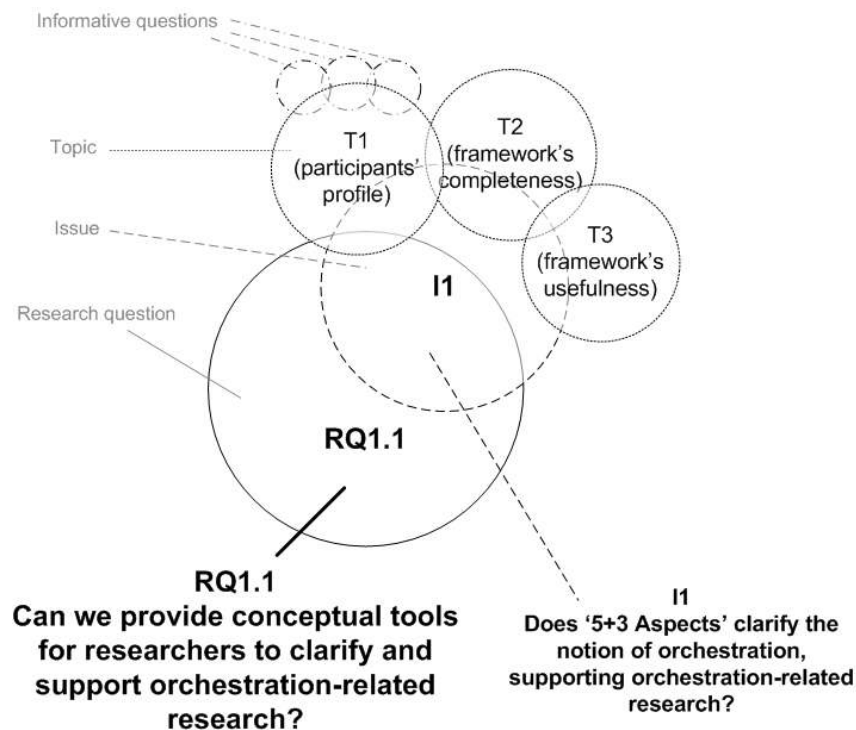 Informative questions
Topic
Issue
Research question
T1
(participants'
profile)
T2
(framework's
completeness)
T3
(framework's
usefulness)
I1
RQ1.1
RQ1.1
Can we provide conceptual tools
for researchers to clarify and
support orchestration-related
research?
I1
Does ‘5+3 Aspects’ clarify the
notion of orchestration,
supporting orchestration-related
research?